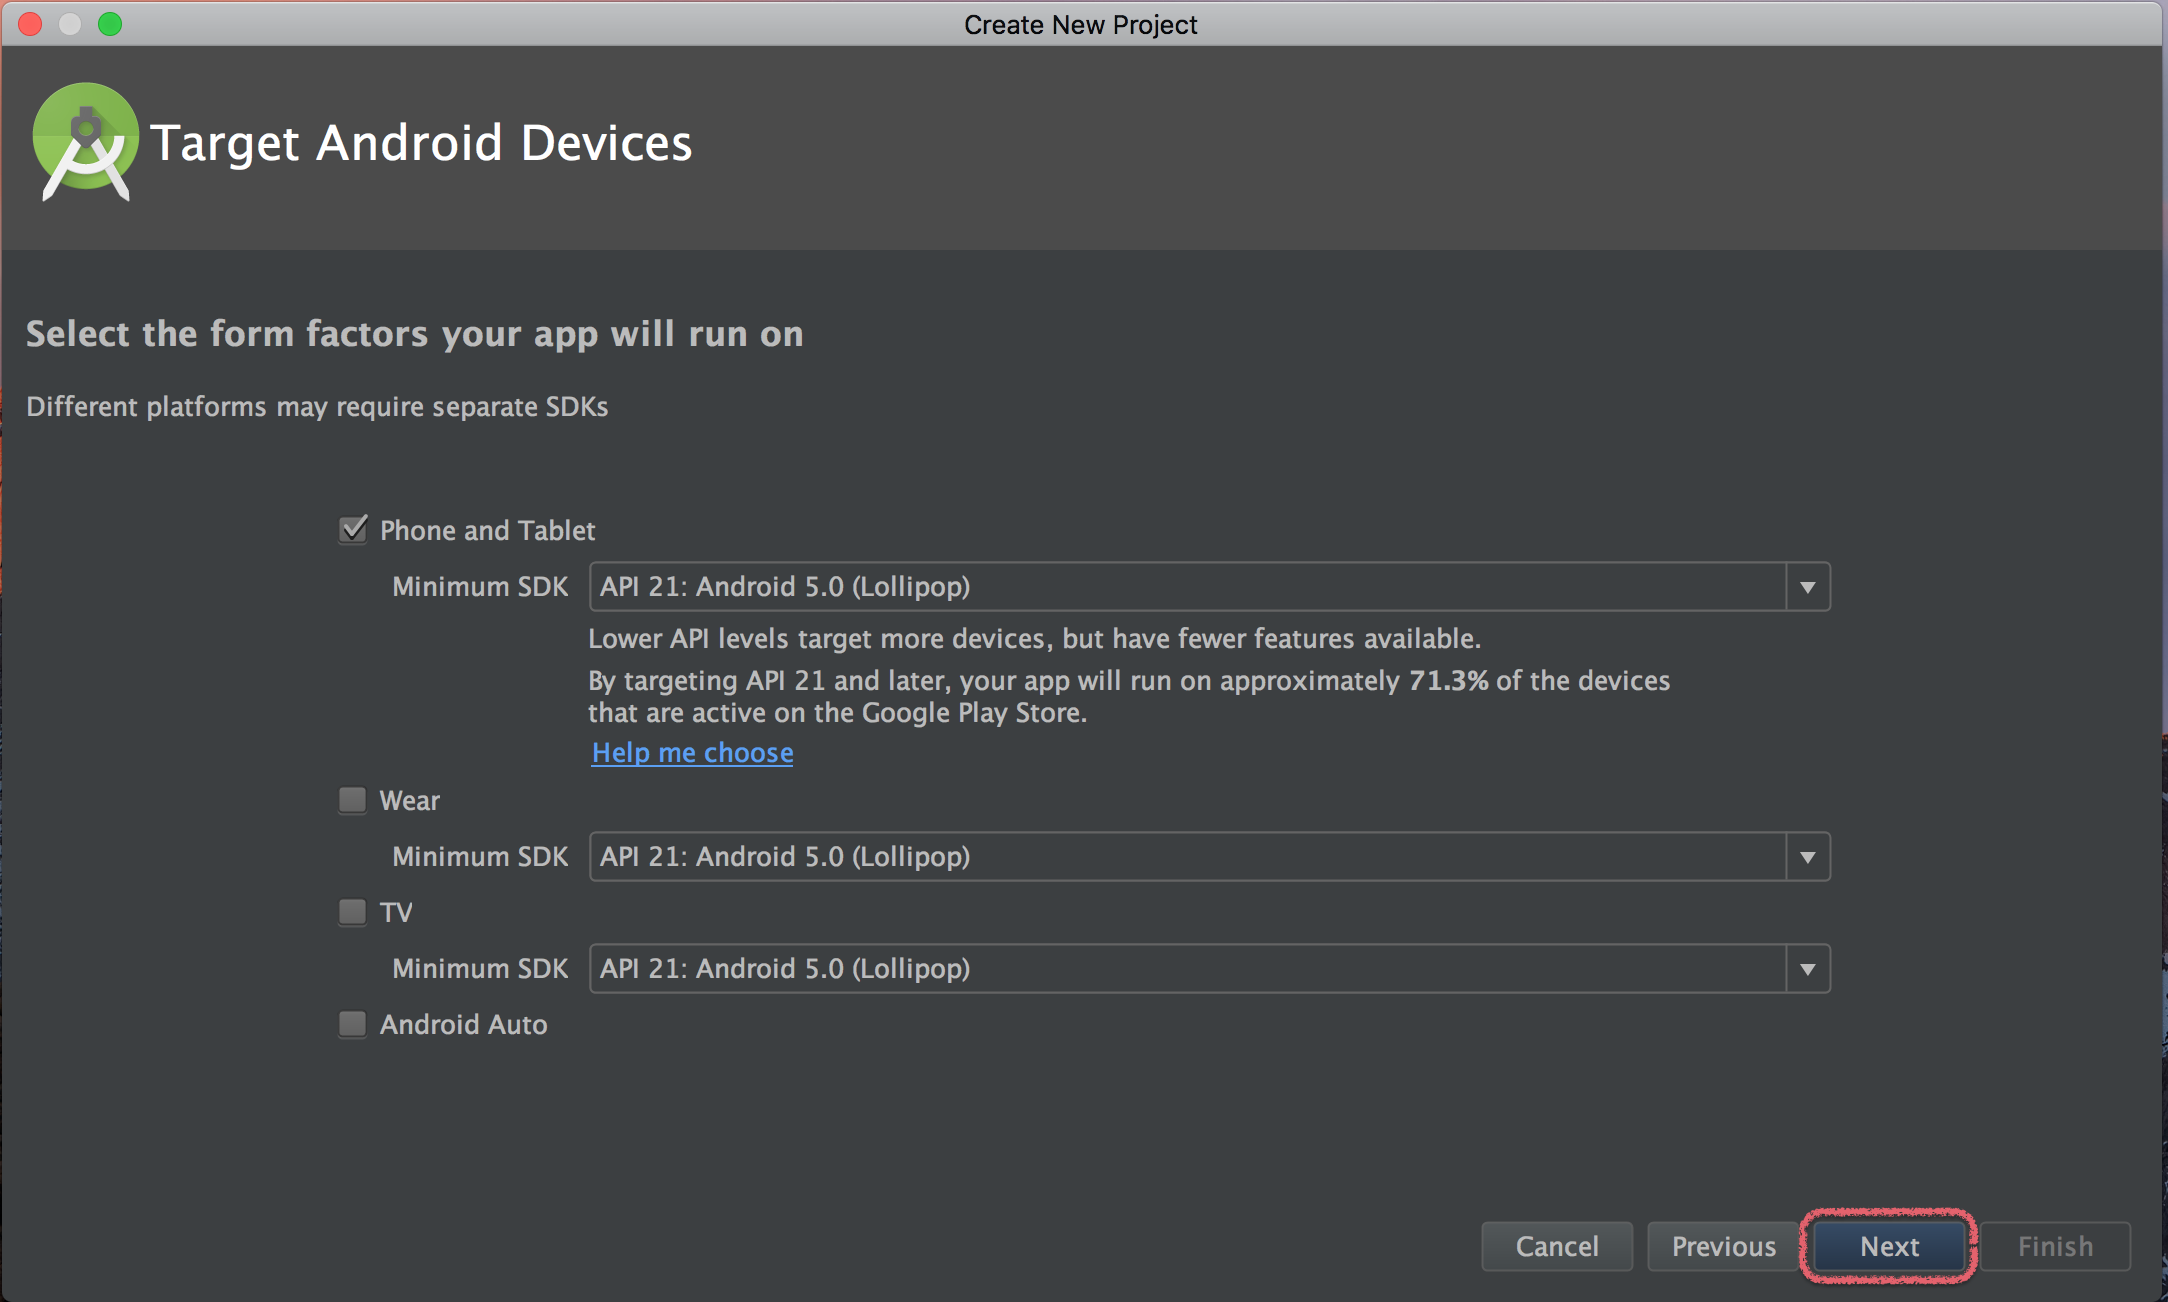 Create New Project
Target Android Devices
Select the form factors your app will run on
Different platforms may require separate SDKs
Phone and Tablet
Minimum SDK API 21: Android 5.0 (Lollipop)
Lower API levels target more devices, but have fewer features available.
By targeting API 21 and later, your app will run on approximately 71.3% of the devices
that are active on the Google Play Store.
Help me choose
Wear
Minimum SDK API 21: Android 5.0 (Lollipop)
TV
Minimum SDK API 21: Android 5.0 (Lollipop)
Android Auto
Cancel Previous Next Finish